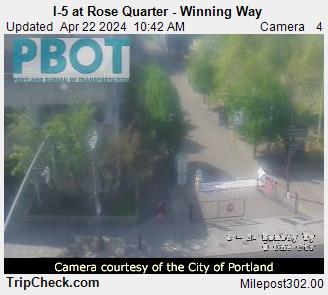 I-5 at Rose Quarter - Winning Way
Updated Apr 22 2024 10:42 AM Camera 4
PBOT
PORTLAND BUREAU OF TRANSPORTATION
Camera courtesy of the City of Portland
TripCheck.com Milepost302.00